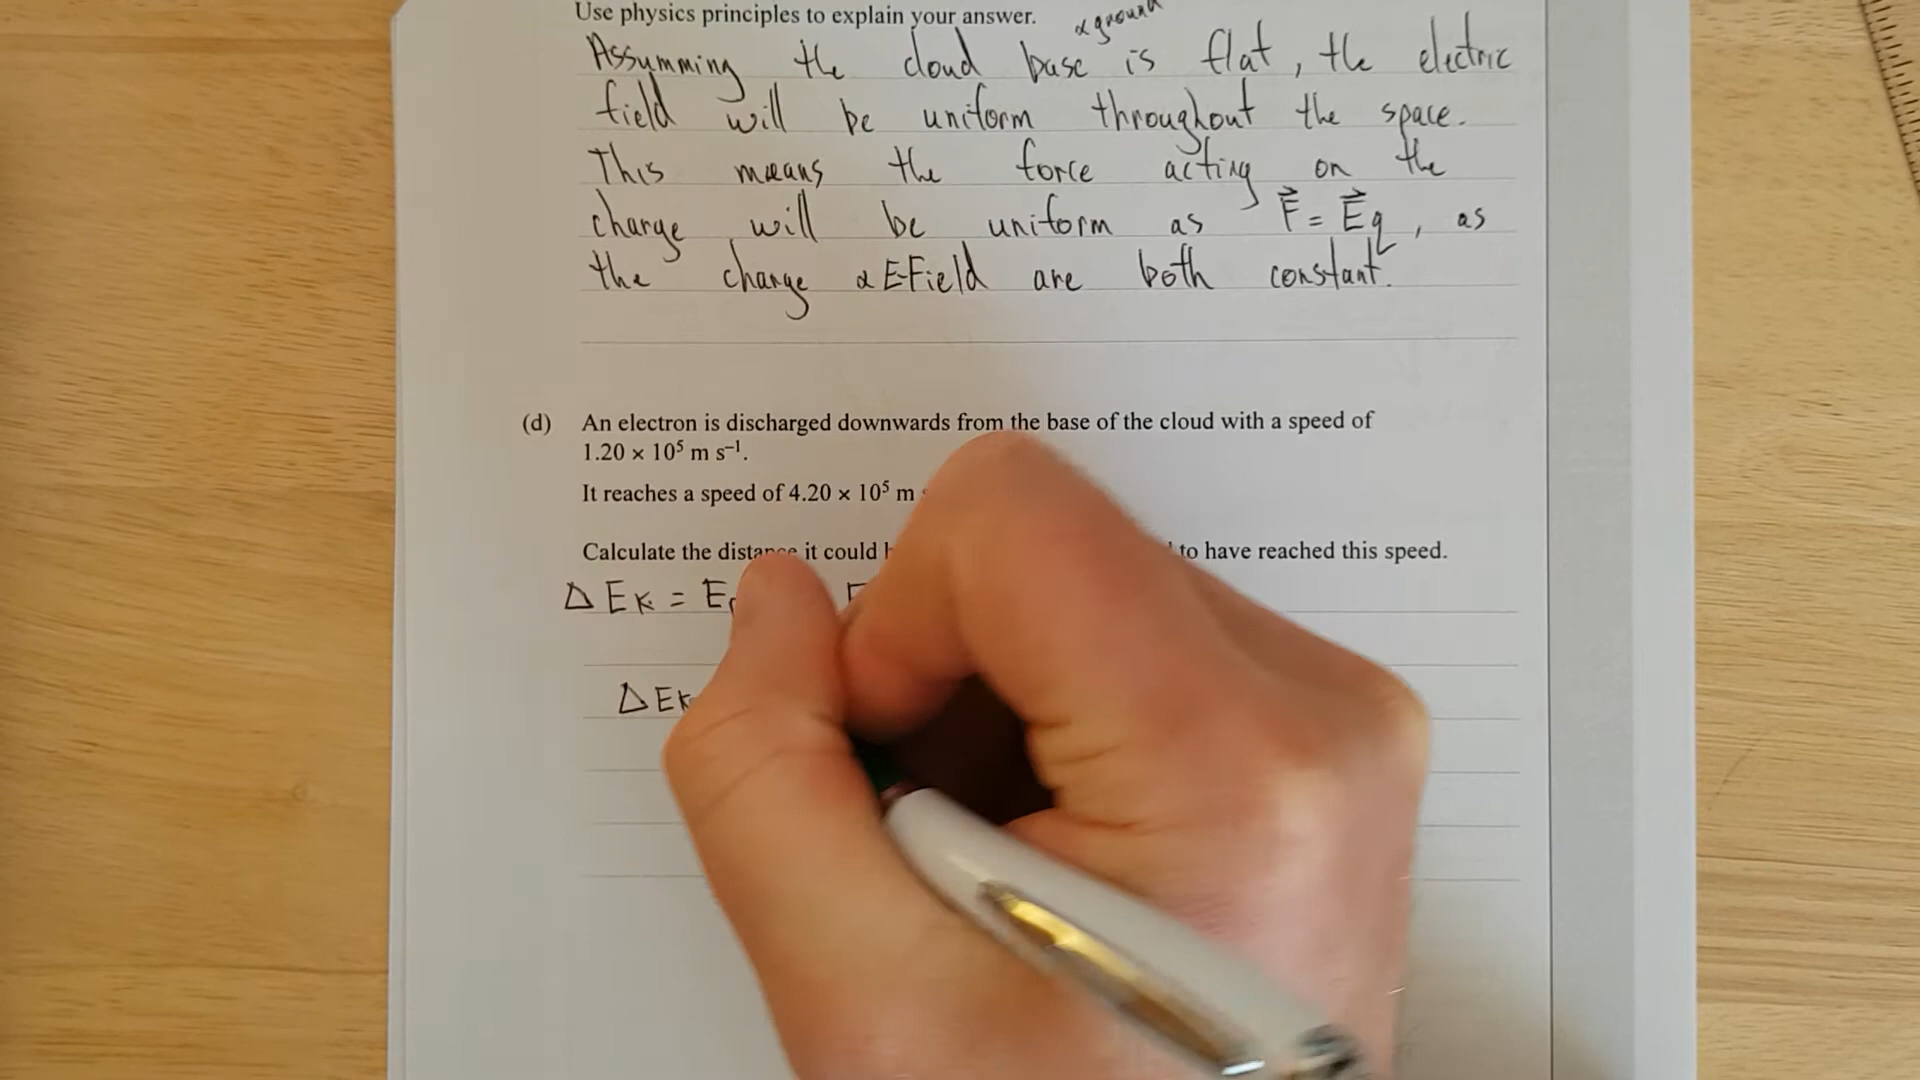 Use physics principles to explain your answer.
& ground
Assumming the cloud base is flat, the electric
field will be uniform throughout the space.
This means the force acting on the
charge will be uniform as F⃗ = E⃗q, as
the charge & E-Field are both constant.
(d) An electron is discharged downwards from the base of the cloud with a speed of
1.20 × 10⁵ m s⁻¹.
It reaches a speed of 4.20 × 10⁵ m
Calculate the distance it could to have reached this speed.
Δ Ek = E
Δ Ek